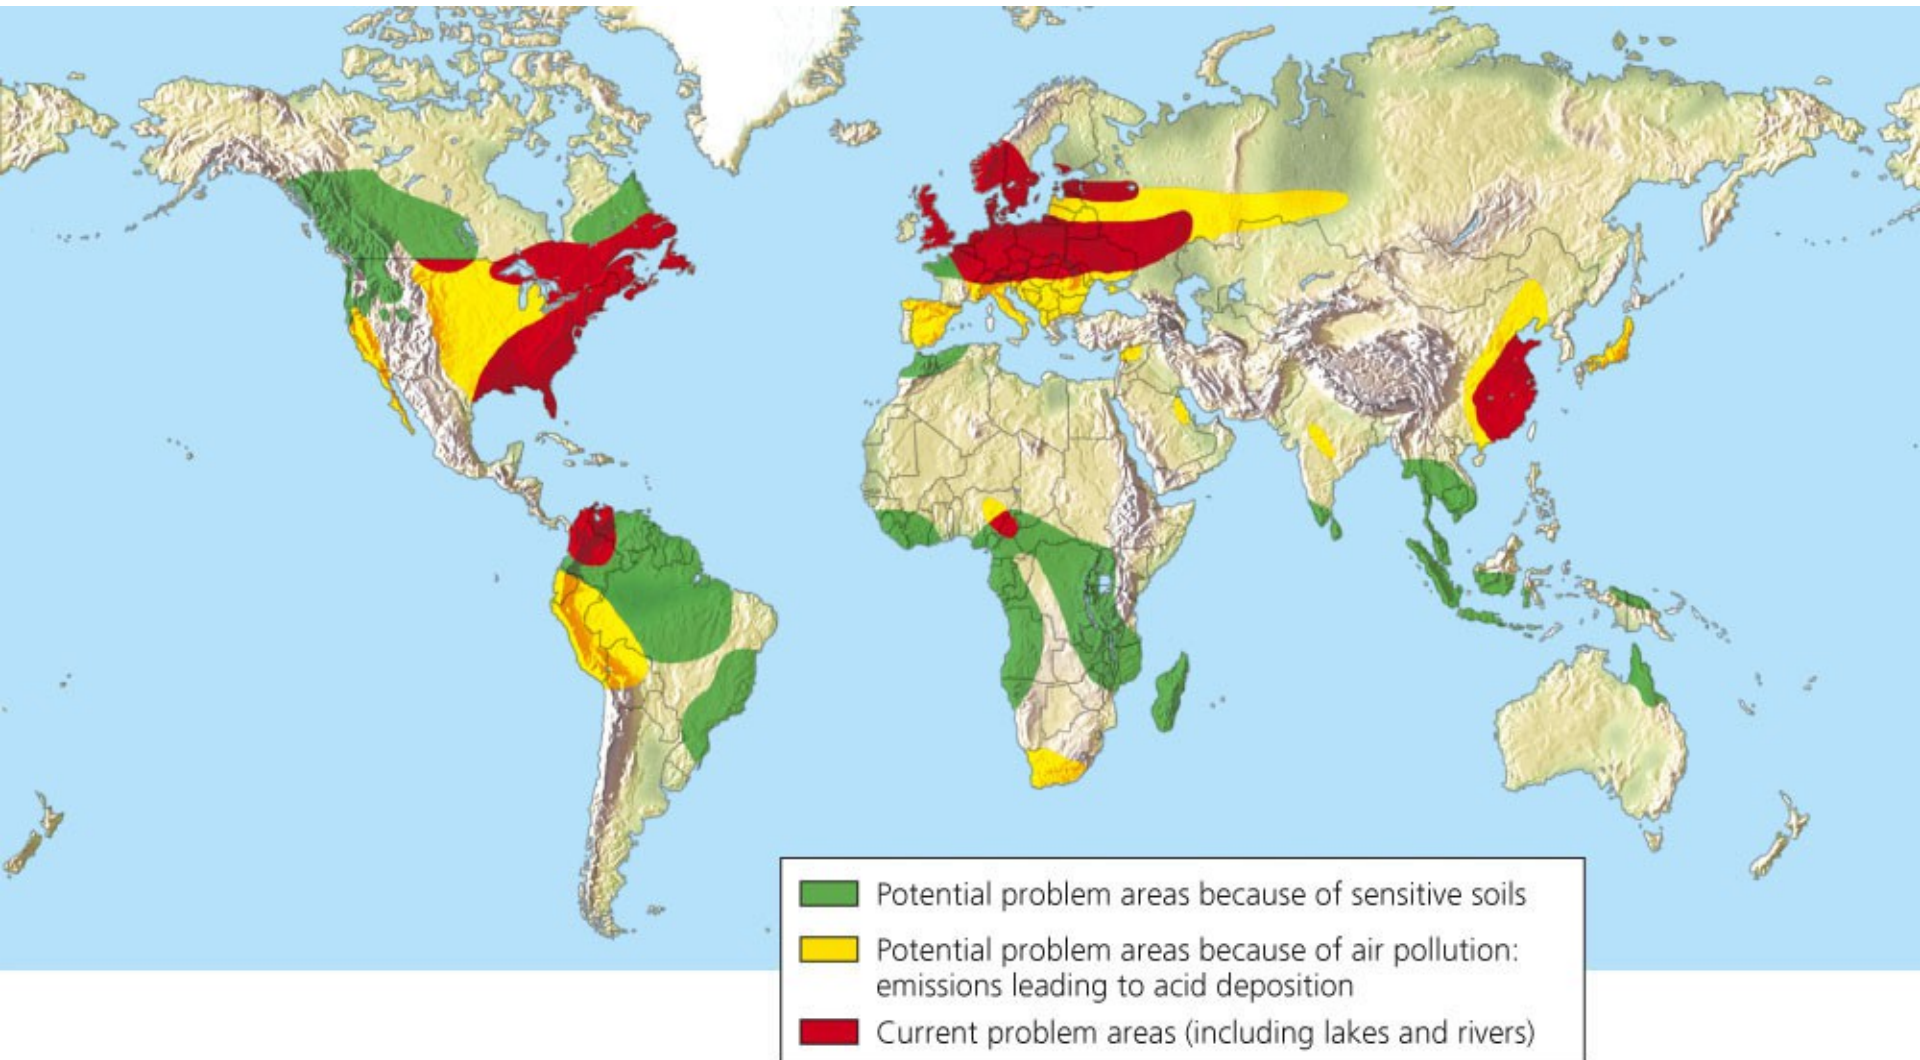 Potential problem areas because of sensitive soils
Potential problem areas because of air pollution:
emissions leading to acid deposition
Current problem areas (including lakes and rivers)